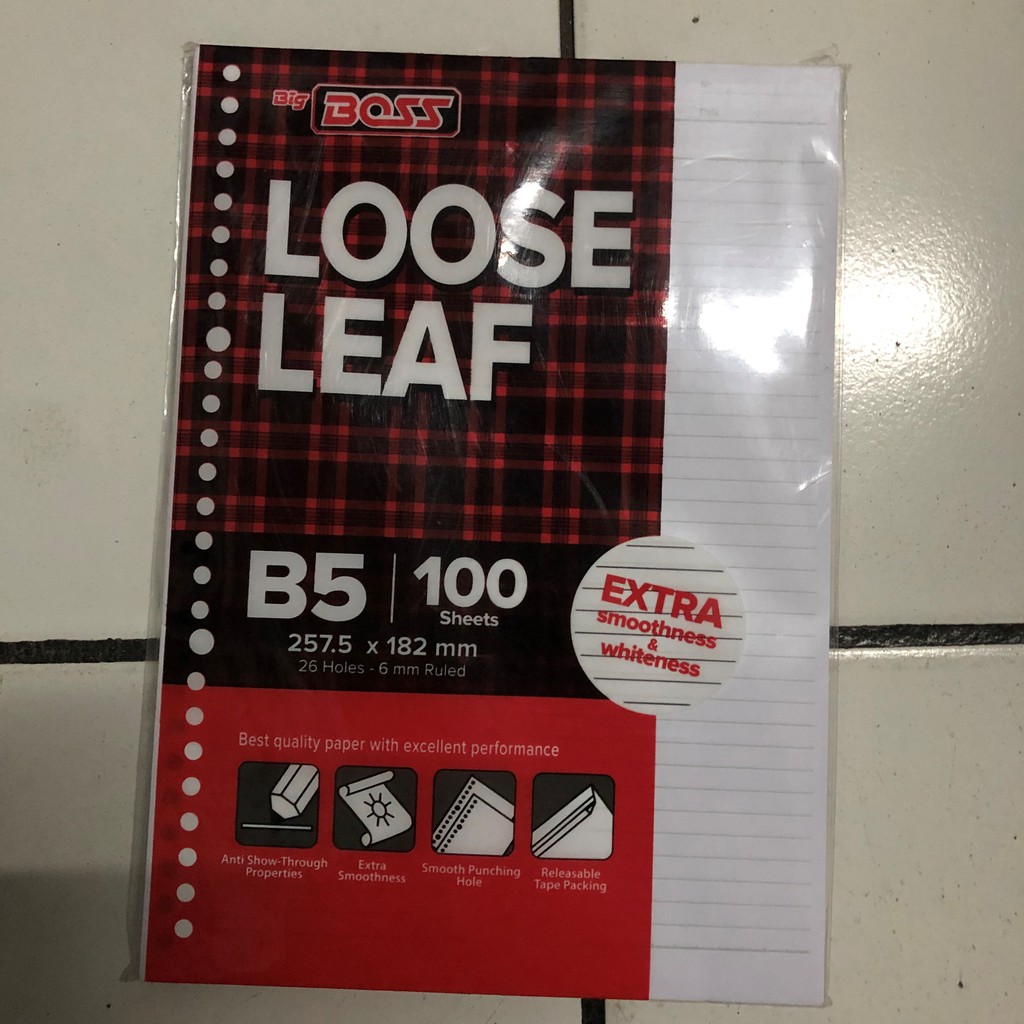 Big BOSS
LOOSE
LEAF
B5 | 100
Sheets
257.5 x 182 mm
26 Holes - 6 mm Ruled
EXTRA
smoothness
&
whiteness
Best quality paper with excellent performance
Anti Show-Through
Properties
Extra
Smoothness
Smooth Punching
Hole
Releasable
Tape Packing